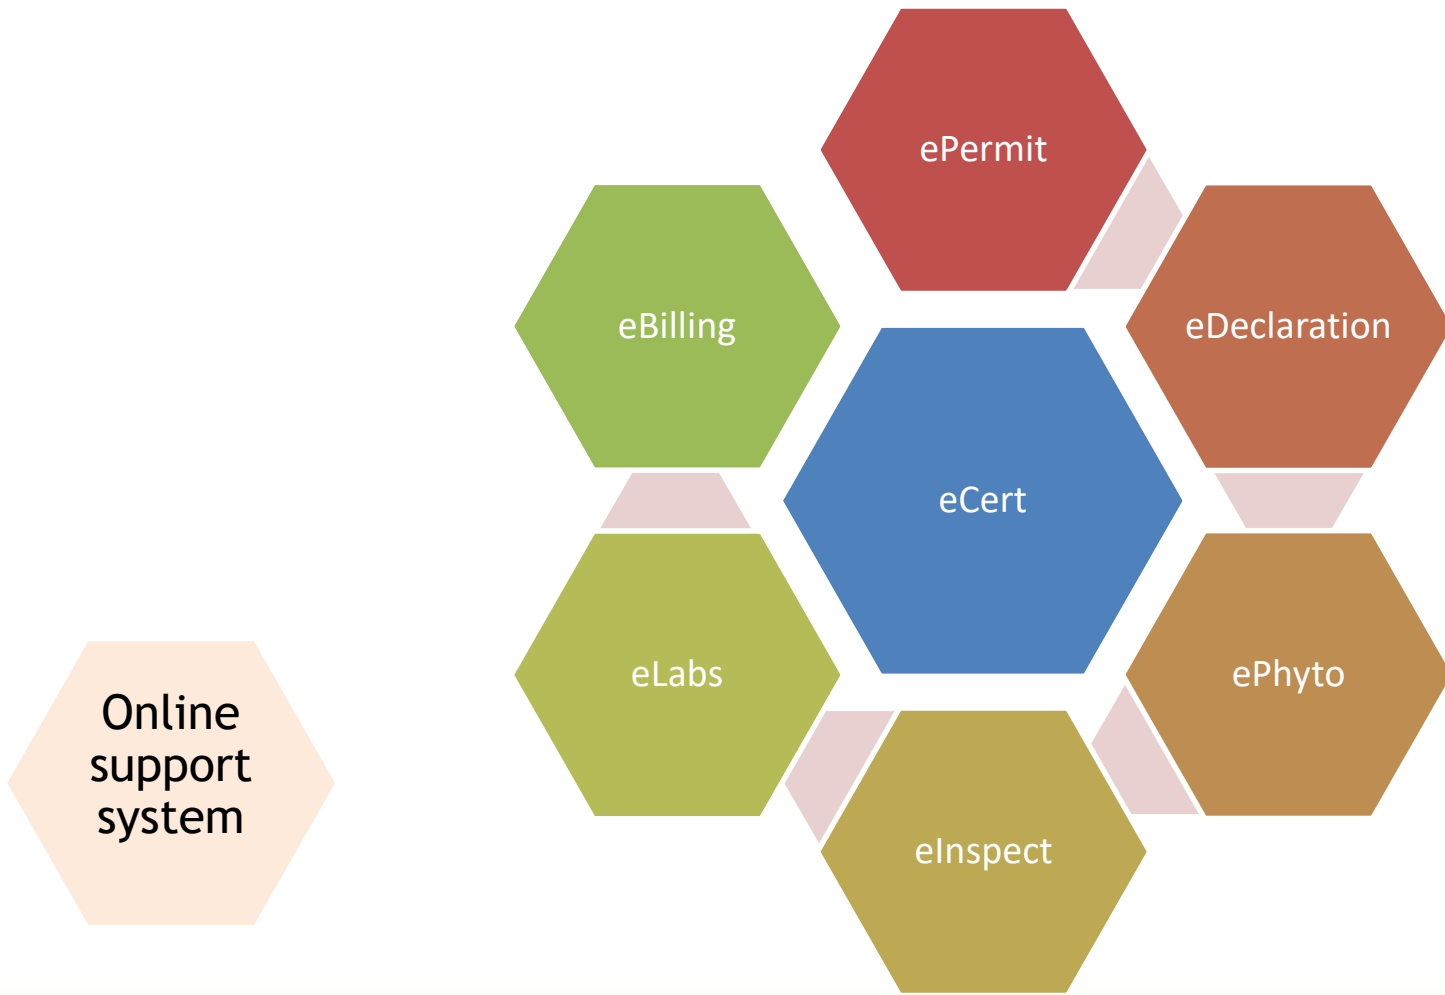 ePermit
eBilling
eDeclaration
eCert
eLabs
ePhyto
Online
support
system
eInspect